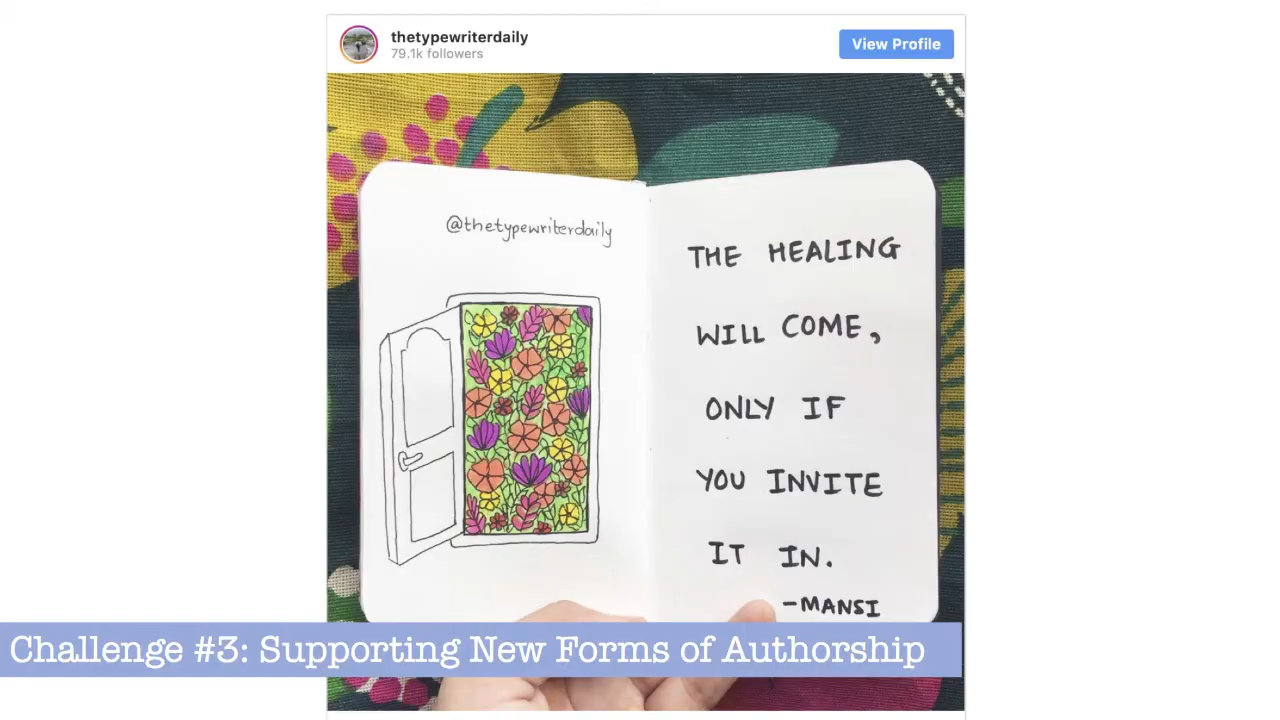 thetypewriterdaily
79.1k followers
View Profile
@thetypewriterdaily
THE HEALING
WILL COME,
ONLY IF
YOU INVITE
IT IN.
-MANSI
Challenge #3: Supporting New Forms of Authorship